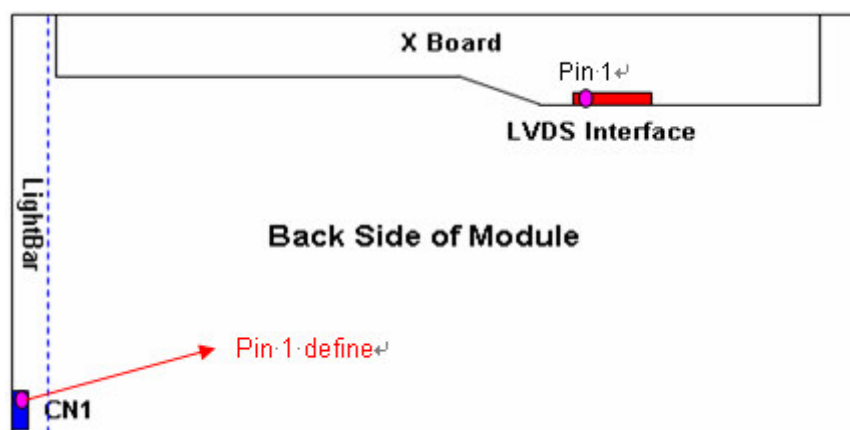 X Board
Pin·1↵
LVDS Interface
LightBar
Back Side of Module
Pin·1·define↵
CN1